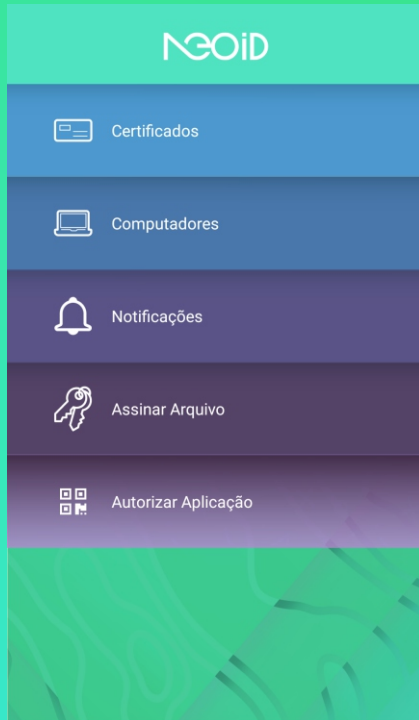 NeoiD
Certificados
Computadores
Notificações
Assinar Arquivo
Autorizar Aplicação